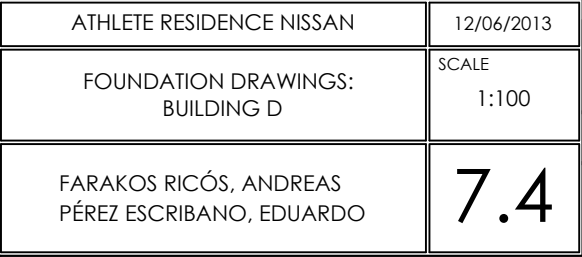 ATHLETE RESIDENCE NISSAN
12/06/2013
FOUNDATION DRAWINGS:
BUILDING D
SCALE
1:100
FARAKOS RICÓS, ANDREAS
PÉREZ ESCRIBANO, EDUARDO
7.4